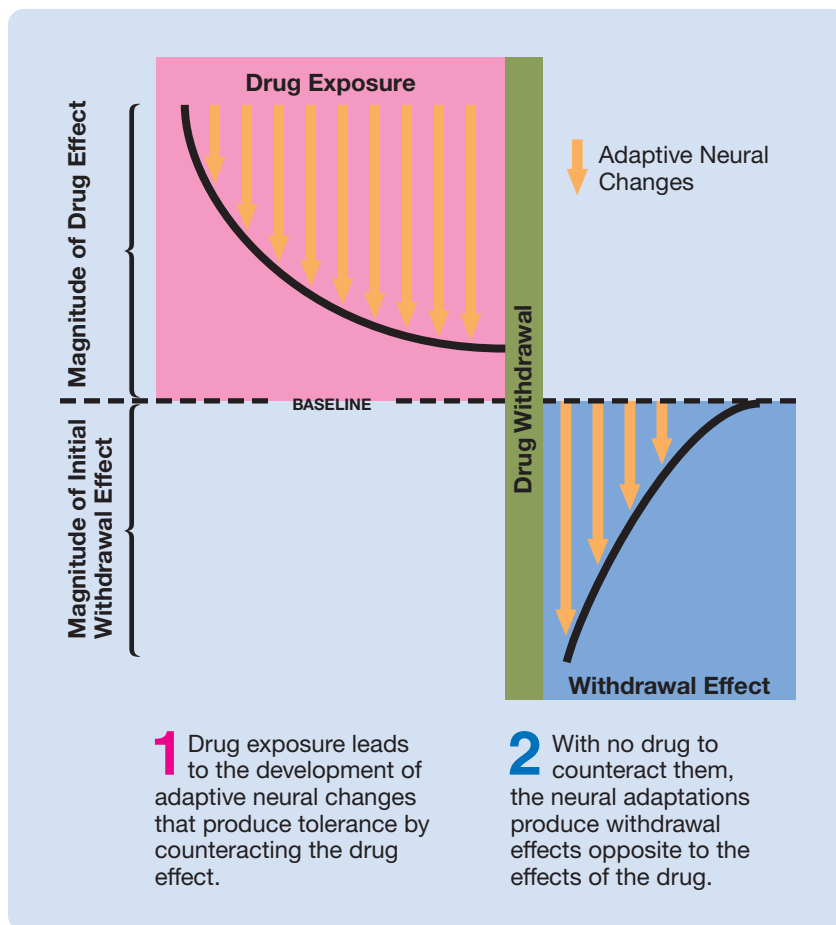 Drug Exposure
Magnitude of Drug Effect
Adaptive Neural
Changes
Drug Withdrawal
BASELINE
Magnitude of Initial
Withdrawal Effect
Withdrawal Effect
1 Drug exposure leads
to the development of
adaptive neural changes
that produce tolerance by
counteracting the drug
effect.
2 With no drug to
counteract them,
the neural adaptations
produce withdrawal
effects opposite to the
effects of the drug.